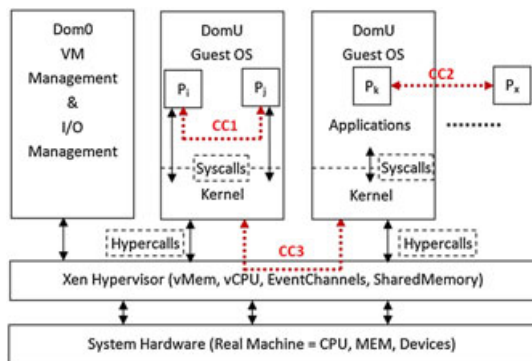 Dom0
VM
Management
&
I/O
Management
DomU
Guest OS
Pi
Pj
CC1
Syscalls
Kernel
DomU
Guest OS
Pk
CC2
Px
Applications
Syscalls
Kernel
Hypercalls
CC3
Hypercalls
Xen Hypervisor (vMem, vCPU, EventChannels, SharedMemory)
System Hardware (Real Machine = CPU, MEM, Devices)